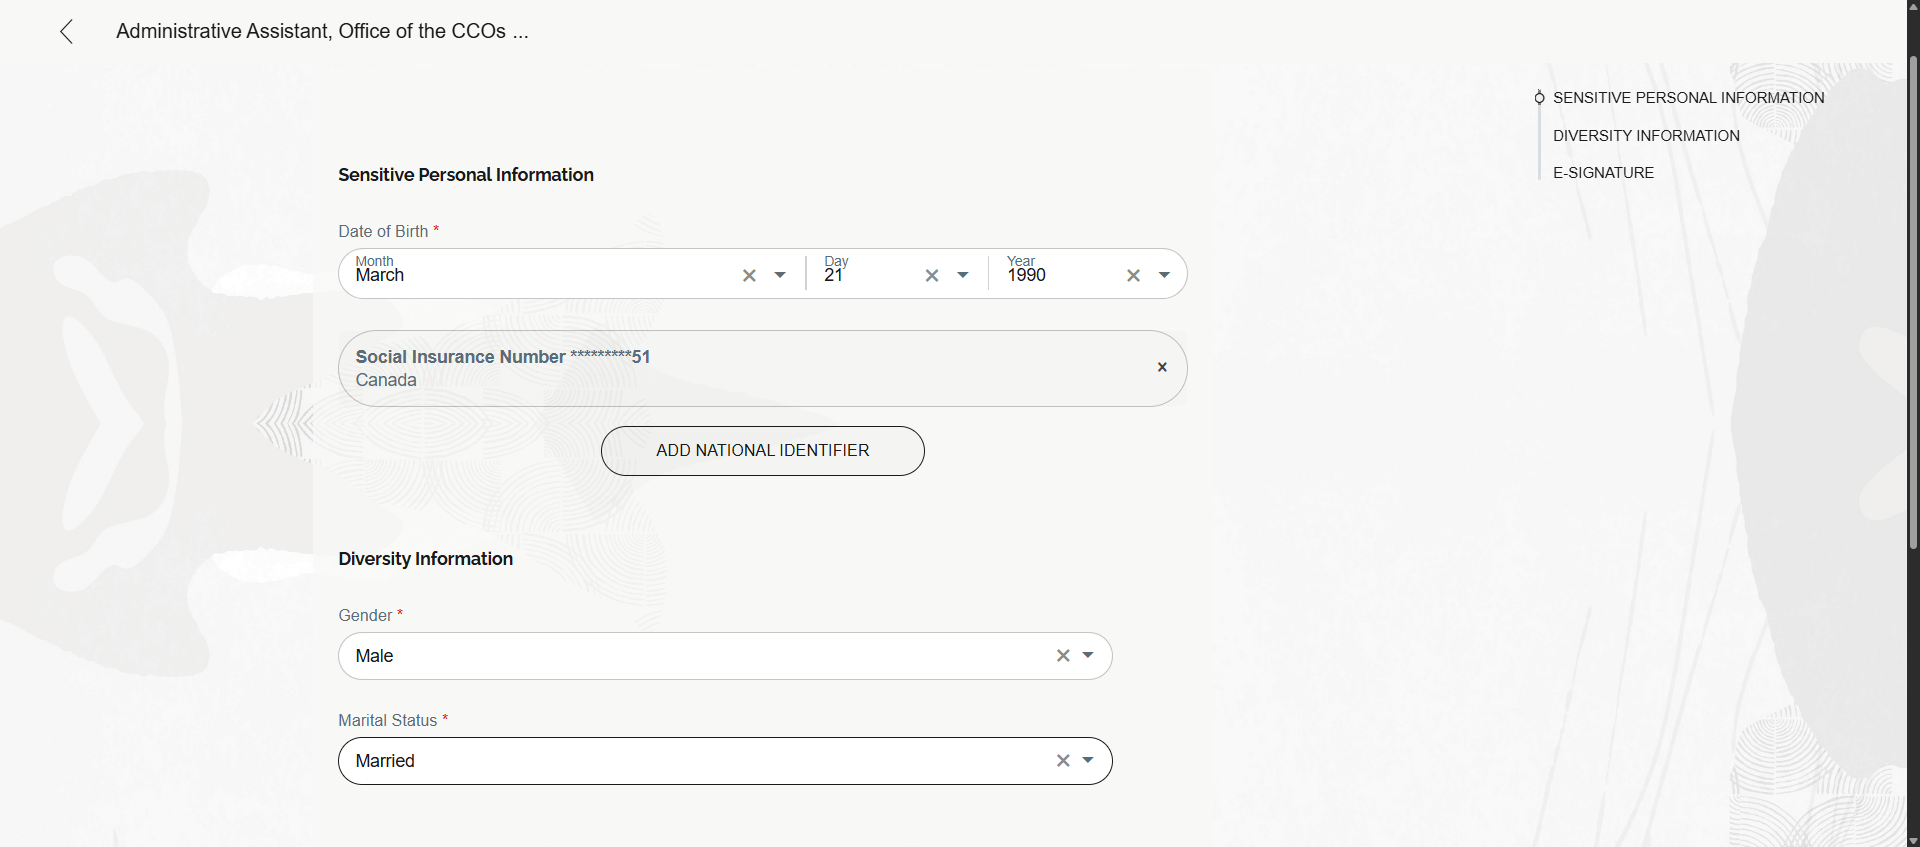 Administrative Assistant, Office of the CCOs ...
SENSITIVE PERSONAL INFORMATION
DIVERSITY INFORMATION
E-SIGNATURE
Sensitive Personal Information
Date of Birth *
Month
March
Day
21
Year
1990
Social Insurance Number *********51
Canada
ADD NATIONAL IDENTIFIER
Diversity Information
Gender *
Male
Marital Status *
Married